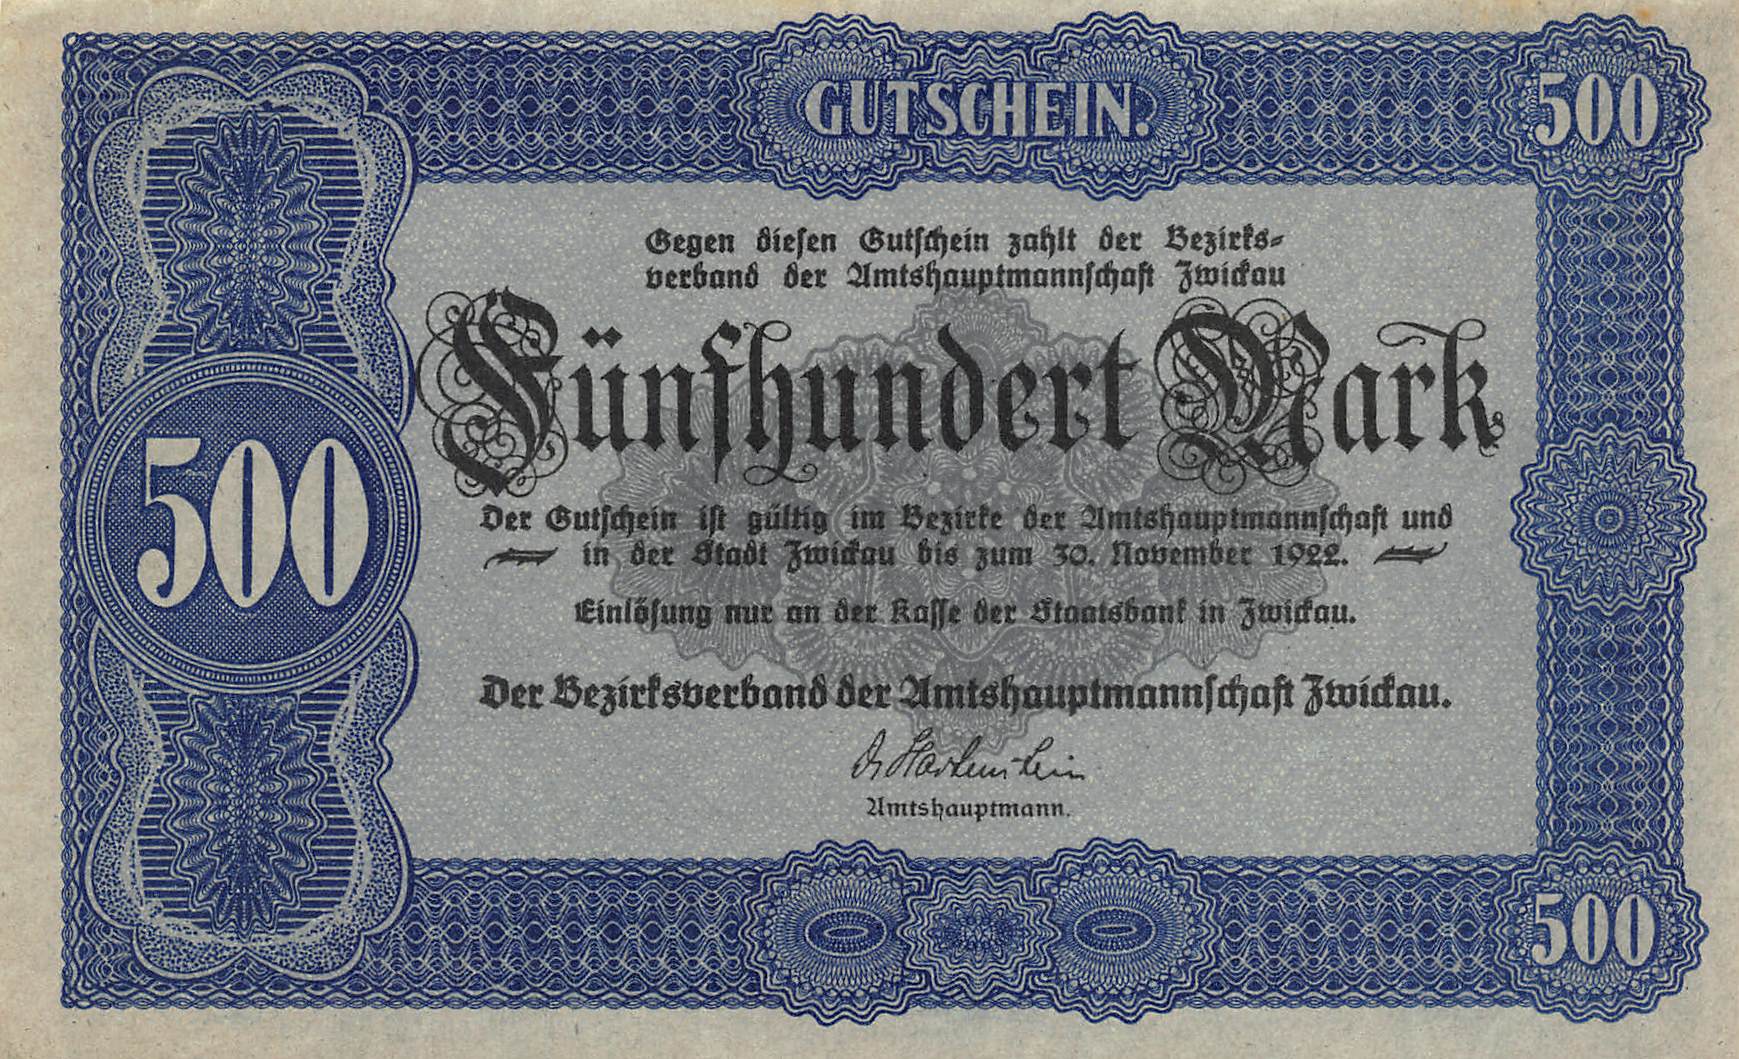 GUTSCHEIN.
500
Gegen diesen Gutschein zahlt der Bezirks-
verband der Amtshauptmannschaft Zwickau
Fünfhundert Mark
500
Der Gutschein ist gültig im Bezirke der Amtshauptmannschaft und
in der Stadt Zwickau bis zum 30. November 1922.
Einlösung nur an der Kasse der Staatsbank in Zwickau.
Der Bezirksverband der Amtshauptmannschaft Zwickau.
Dr Hartenstein
Amtshauptmann.
500